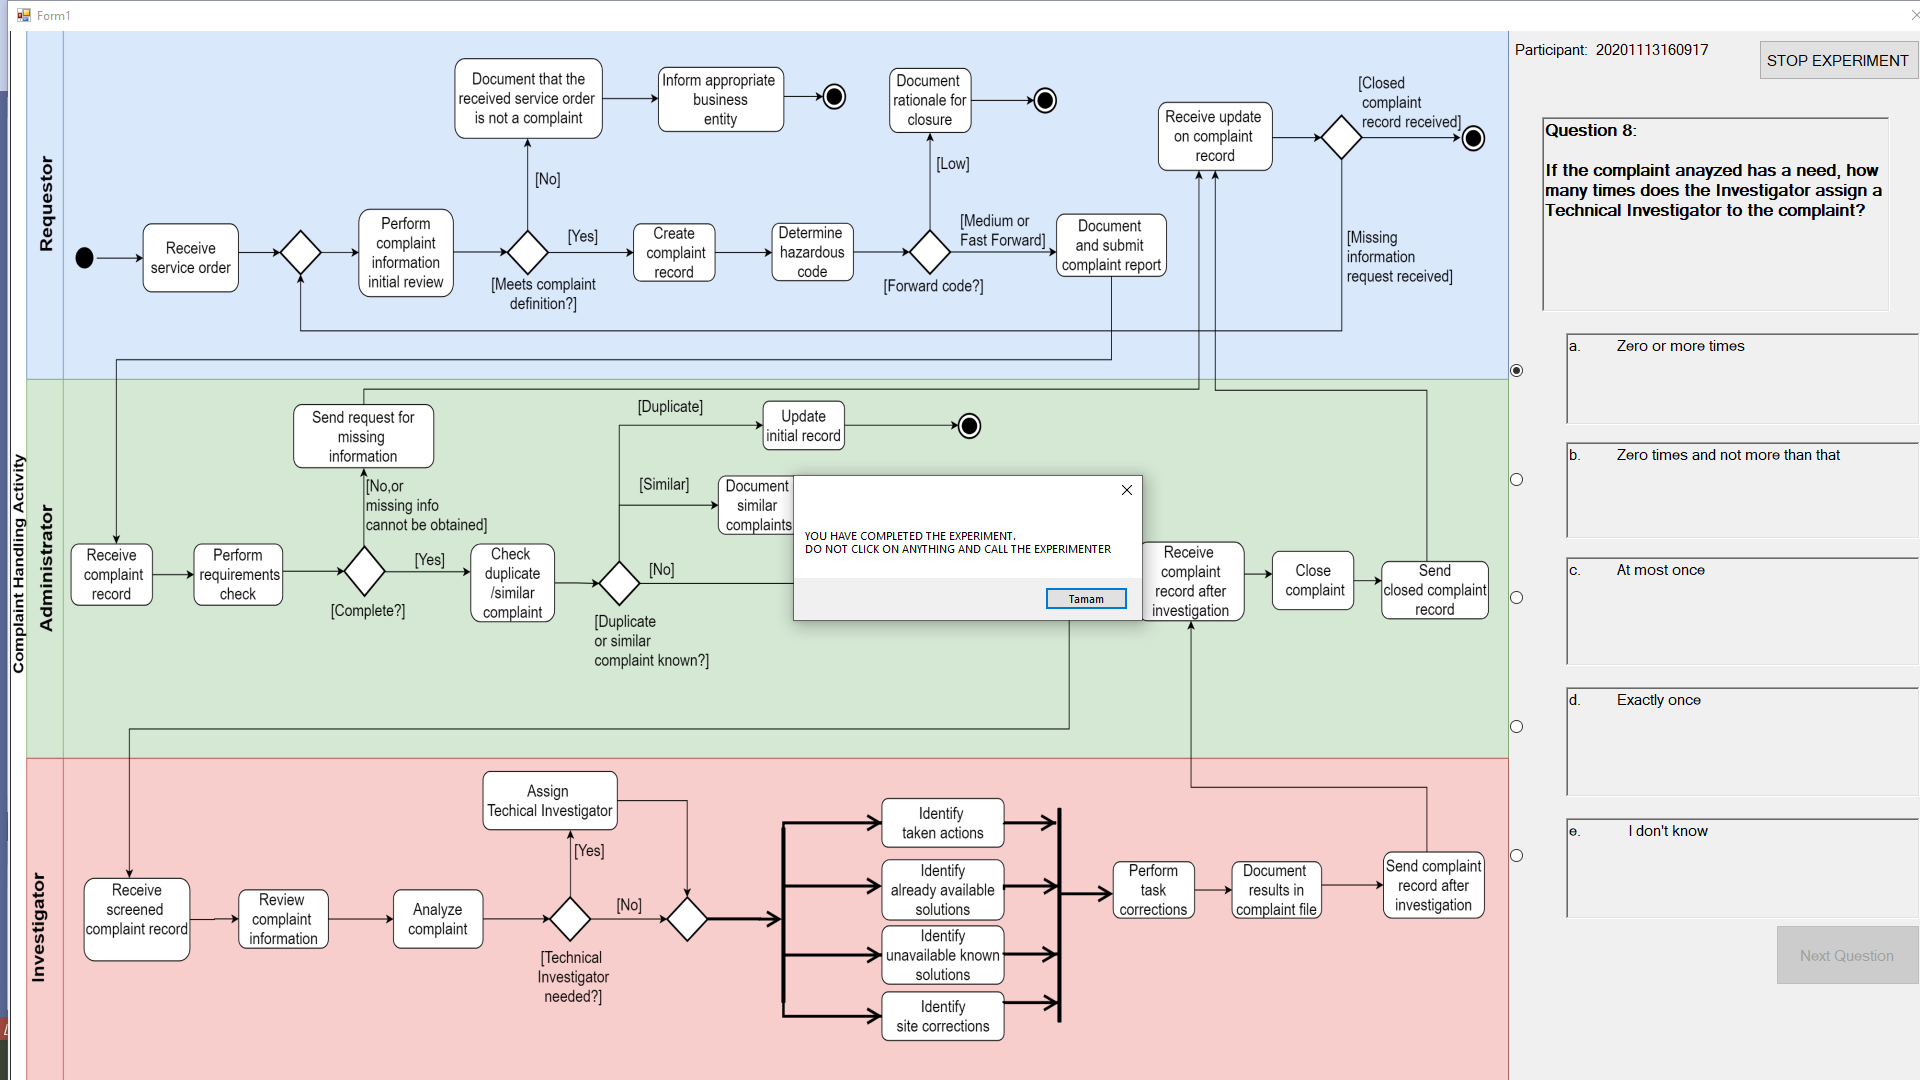 Form1
Participant: 20201113160917
STOP EXPERIMENT
Question 8:
If the complaint anayzed has a need, how
many times does the Investigator assign a
Technical Investigator to the complaint?
a. Zero or more times
b. Zero times and not more than that
c. At most once
d. Exactly once
e. I don't know
Next Question
Complaint Handling Activity
Requestor
Document that the
received service order
is not a complaint
Inform appropriate
business
entity
Document
rationale for
closure
Receive update
on complaint
record
[Closed
complaint
record received]
[No]
[Low]
Receive
service order
Perform
complaint
information
initial review
[Yes]
[Meets complaint
definition?]
Create
complaint
record
Determine
hazardous
code
[Medium or
Fast Forward]
[Forward code?]
Document
and submit
complaint report
[Missing
information
request received]
Administrator
Send request for
missing
information
[No,or
missing info
cannot be obtained]
[Duplicate]
Update
initial record
[Similar]
Document
similar
complaints
Receive
complaint
record
Perform
requirements
check
[Complete?]
[Yes]
Check
duplicate
/similar
complaint
[No]
[Duplicate
or similar
complaint known?]
YOU HAVE COMPLETED THE EXPERIMENT.
DO NOT CLICK ON ANYTHING AND CALL THE EXPERIMENTER
Tamam
Receive
complaint
record after
investigation
Close
complaint
Send
closed complaint
record
Investigator
Assign
Techical Investigator
[Yes]
Receive
screened
complaint record
Review
complaint
information
Analyze
complaint
[No]
[Technical
Investigator
needed?]
Identify
taken actions
Identify
already available
solutions
Identify
unavailable known
solutions
Identify
site corrections
Perform
task
corrections
Document
results in
complaint file
Send complaint
record after
investigation